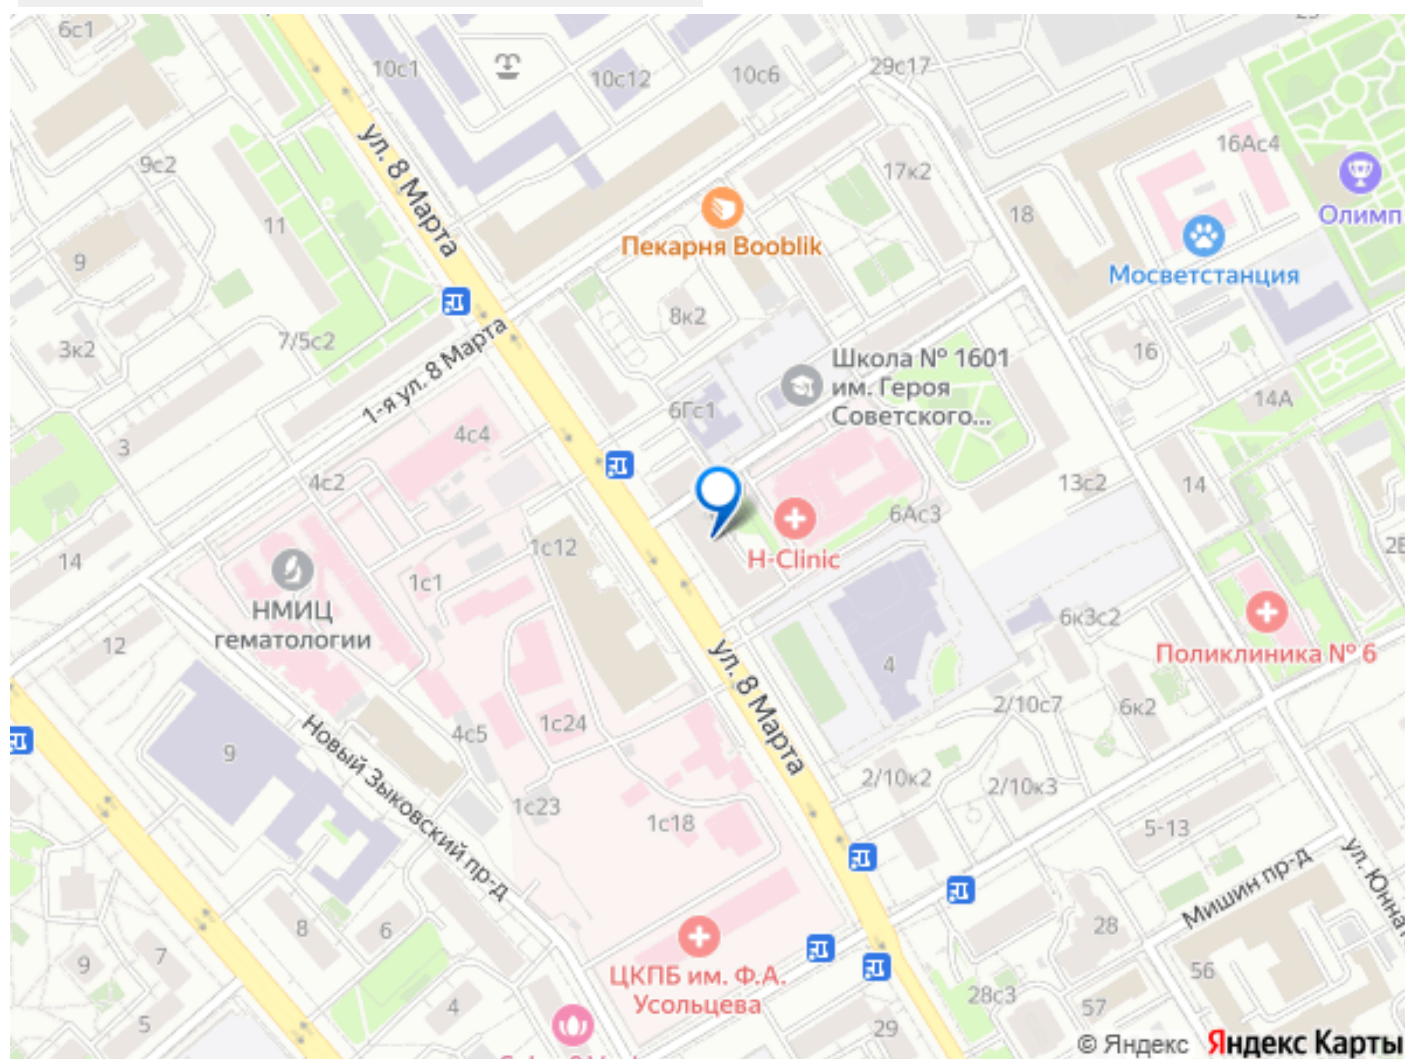 6с1
10с1
10с12
10с6
29с17
9с2
ул. 8 Марта
17к2
16Ас4
11
18
Олимп
Пекарня Booblik
Мосветстанция
9
8к2
3к2
7/5с2
1-я ул. 8 Марта
Школа № 1601
им. Героя
Советского...
16
14А
6Гс1
3
4с4
4с2
13с2
14
6Ас3
14
1с12
H-Clinic
1с1
НМИЦ
гематологии
6к3с2
12
Поликлиника № 6
ул. 8 Марта
4
2/10с7
6к2
1с24
4с5
9
Новый Зыковский пр-д
2/10к2
2/10к3
1с23
1с18
5-13
Мишин пр-д
8
6
28
7
9
ЦКПБ им. Ф.А.
Усольцева
56
28с3
57
4
5
29
© Яндекс Яндекс Карты